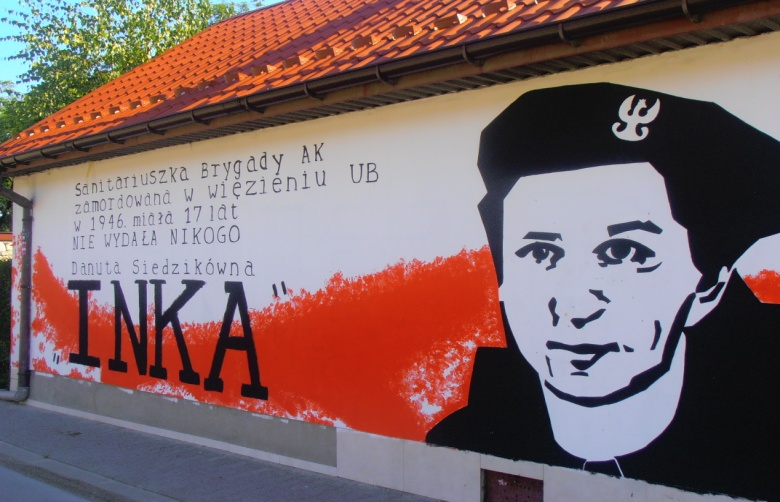 Sanitariuszka Brygady AK
zamordowana w więzieniu UB
w 1946. miała 17 lat
NIE WYDAŁA NIKOGO
Danuta Siedzikówna
„INKA"